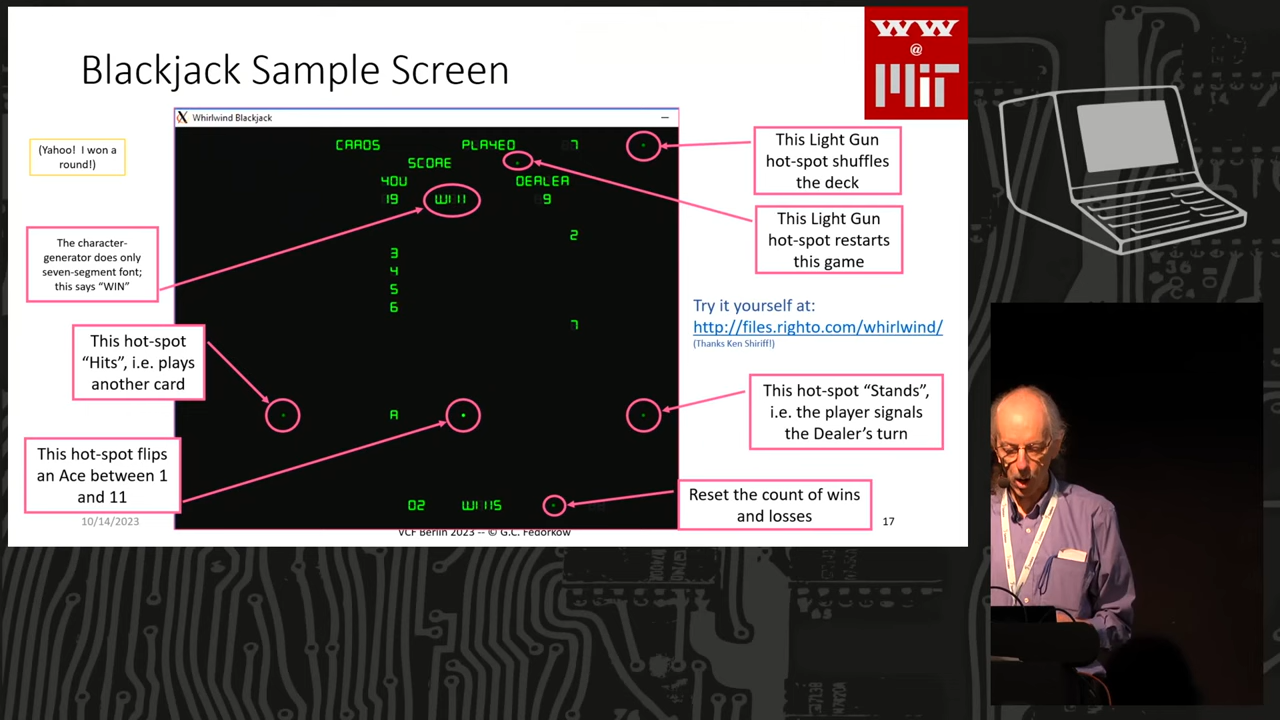 Blackjack Sample Screen
WW
@
MIT
Whirlwind Blackjack
(Yahoo! I won a
round!)
CARDS PLAYED 7
SCORE
YOU DEALER
19 WIN 9
2
3
4
5
6
7
A
02 WINS
This Light Gun
hot-spot shuffles
the deck
This Light Gun
hot-spot restarts
this game
The character-
generator does only
seven-segment font;
this says “WIN”
Try it yourself at:
http://files.righto.com/whirlwind/
(Thanks Ken Shiriff!)
This hot-spot
“Hits”, i.e. plays
another card
This hot-spot “Stands”,
i.e. the player signals
the Dealer’s turn
This hot-spot flips
an Ace between 1
and 11
Reset the count of wins
and losses
10/14/2023
VCF Berlin 2023 -- © G.C. Fedorkow
17